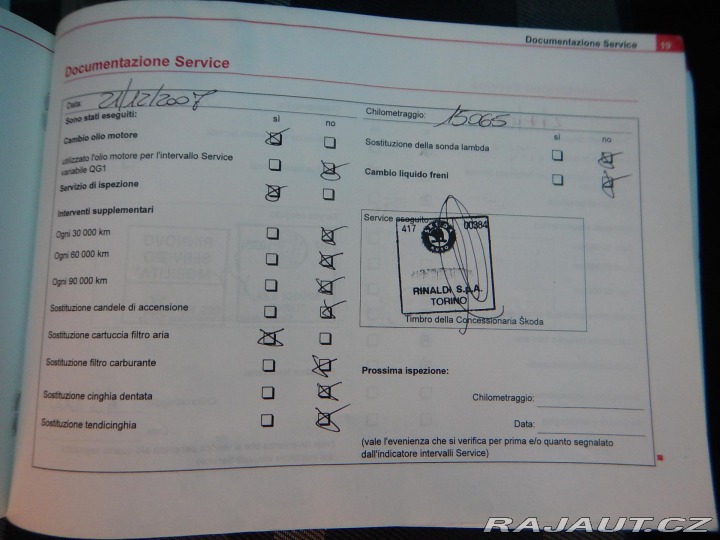 Documentazione Service 19
Documentazione Service
Data: 21/12/2007
Chilometraggio: 15065
Sono stati eseguiti: sì no
sì no
Cambio olio motore
utilizzato l'olio motore per l'intervallo Service
variabile QG1
Servizio di ispezione
Interventi supplementari
Ogni 30 000 km
Ogni 60 000 km
Ogni 90 000 km
Sostituzione candele di accensione
Sostituzione cartuccia filtro aria
Sostituzione filtro carburante
Sostituzione cinghia dentata
Sostituzione tendicinghia
Sostituzione della sonda lambda
Cambio liquido freni
Service eseguito
417 00384
RINALDI S.p.A.
TORINO
Timbro della Concessionaria Škoda
Prossima ispezione:
Chilometraggio:
Data:
(vale l'evenienza che si verifica per prima e/o quanto segnalato
dall'indicatore intervalli Service)
RAJAUT.CZ